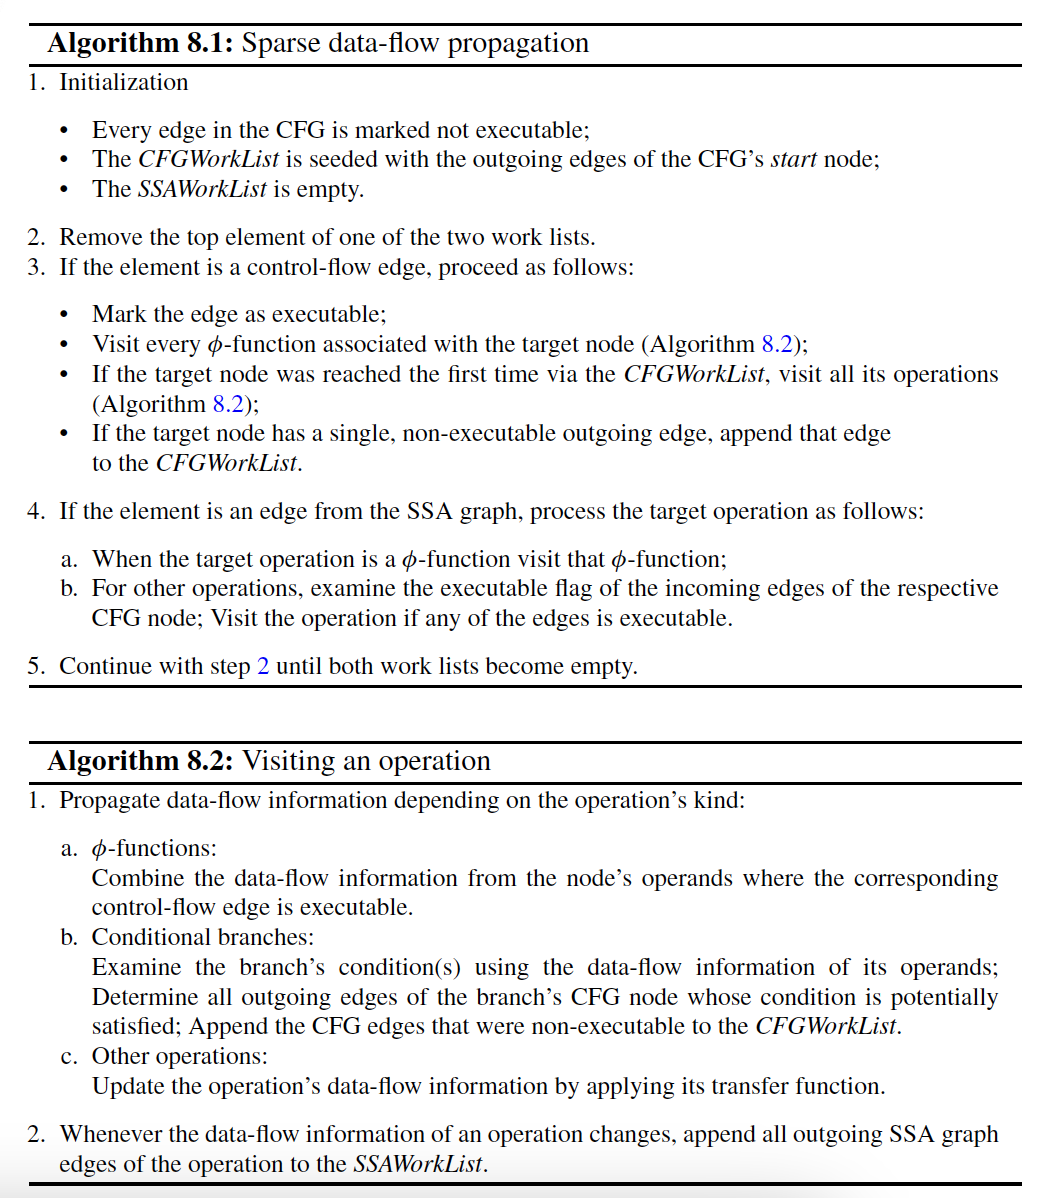 Algorithm 8.1: Sparse data-flow propagation
1. Initialization
• Every edge in the CFG is marked not executable;
• The CFGWorkList is seeded with the outgoing edges of the CFG's start node;
• The SSAWorkList is empty.
2. Remove the top element of one of the two work lists.
3. If the element is a control-flow edge, proceed as follows:
• Mark the edge as executable;
• Visit every ϕ-function associated with the target node (Algorithm 8.2);
• If the target node was reached the first time via the CFGWorkList, visit all its operations
(Algorithm 8.2);
• If the target node has a single, non-executable outgoing edge, append that edge
to the CFGWorkList.
4. If the element is an edge from the SSA graph, process the target operation as follows:
a. When the target operation is a ϕ-function visit that ϕ-function;
b. For other operations, examine the executable flag of the incoming edges of the respective
CFG node; Visit the operation if any of the edges is executable.
5. Continue with step 2 until both work lists become empty.
Algorithm 8.2: Visiting an operation
1. Propagate data-flow information depending on the operation's kind:
a. ϕ-functions:
Combine the data-flow information from the node's operands where the corresponding
control-flow edge is executable.
b. Conditional branches:
Examine the branch's condition(s) using the data-flow information of its operands;
Determine all outgoing edges of the branch's CFG node whose condition is potentially
satisfied; Append the CFG edges that were non-executable to the CFGWorkList.
c. Other operations:
Update the operation's data-flow information by applying its transfer function.
2. Whenever the data-flow information of an operation changes, append all outgoing SSA graph
edges of the operation to the SSAWorkList.